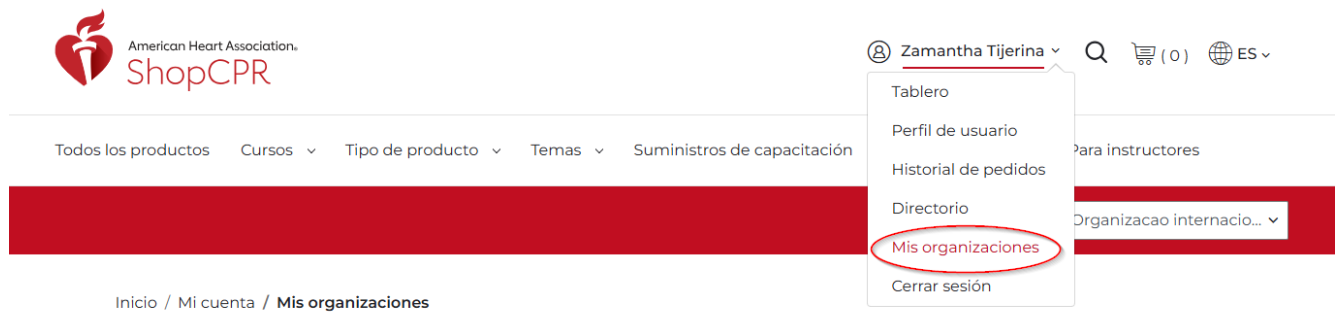 American Heart Association.
ShopCPR
Zamantha Tijerina
( 0 )
ES
Tablero
Perfil de usuario
Historial de pedidos
Directorio
Mis organizaciones
Cerrar sesión
Todos los productos Cursos Tipo de producto Temas Suministros de capacitación Para instructores
Organizacao internacio...
Inicio / Mi cuenta / Mis organizaciones